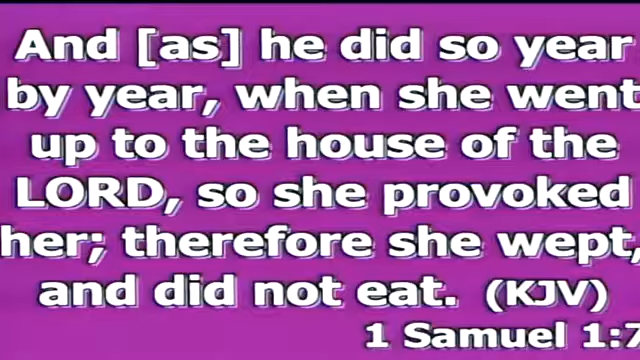 And [as] he did so year
by year, when she went
up to the house of the
LORD, so she provoked
her; therefore she wept,
and did not eat. (KJV)
1 Samuel 1:7